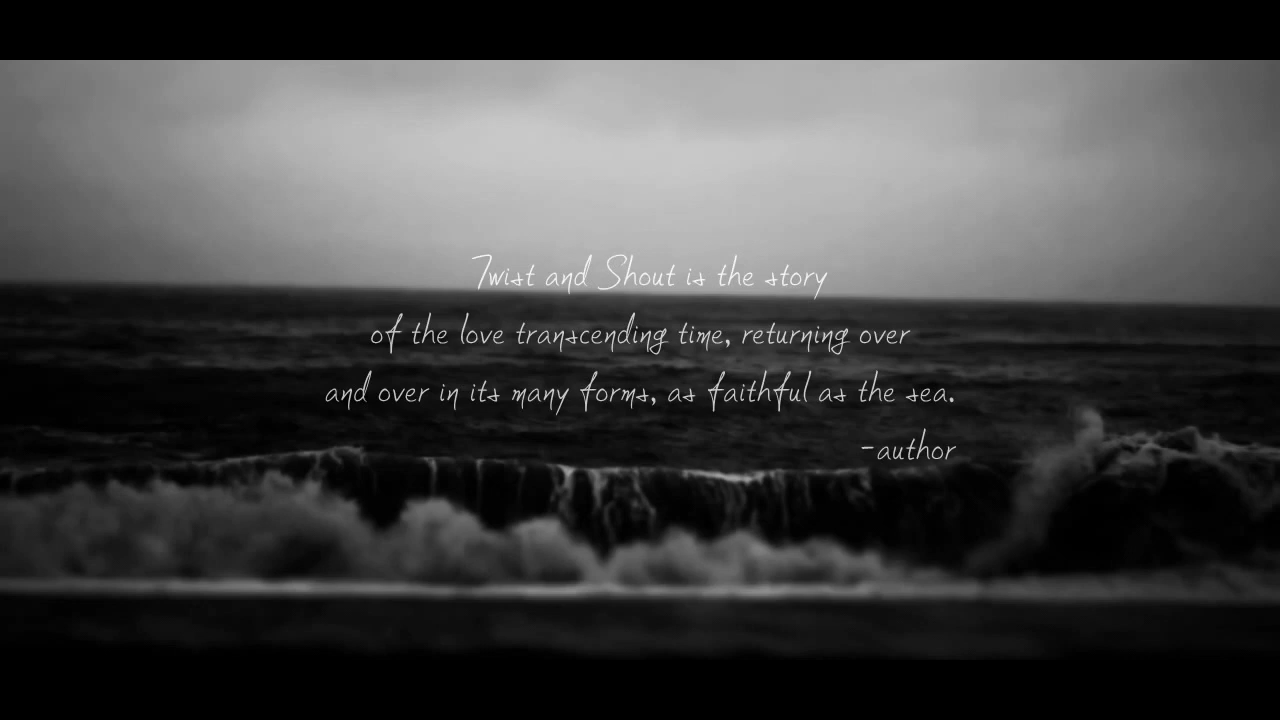 Twist and Shout is the story
of the love transcending time, returning over
and over in its many forms, as faithful as the sea.
-author